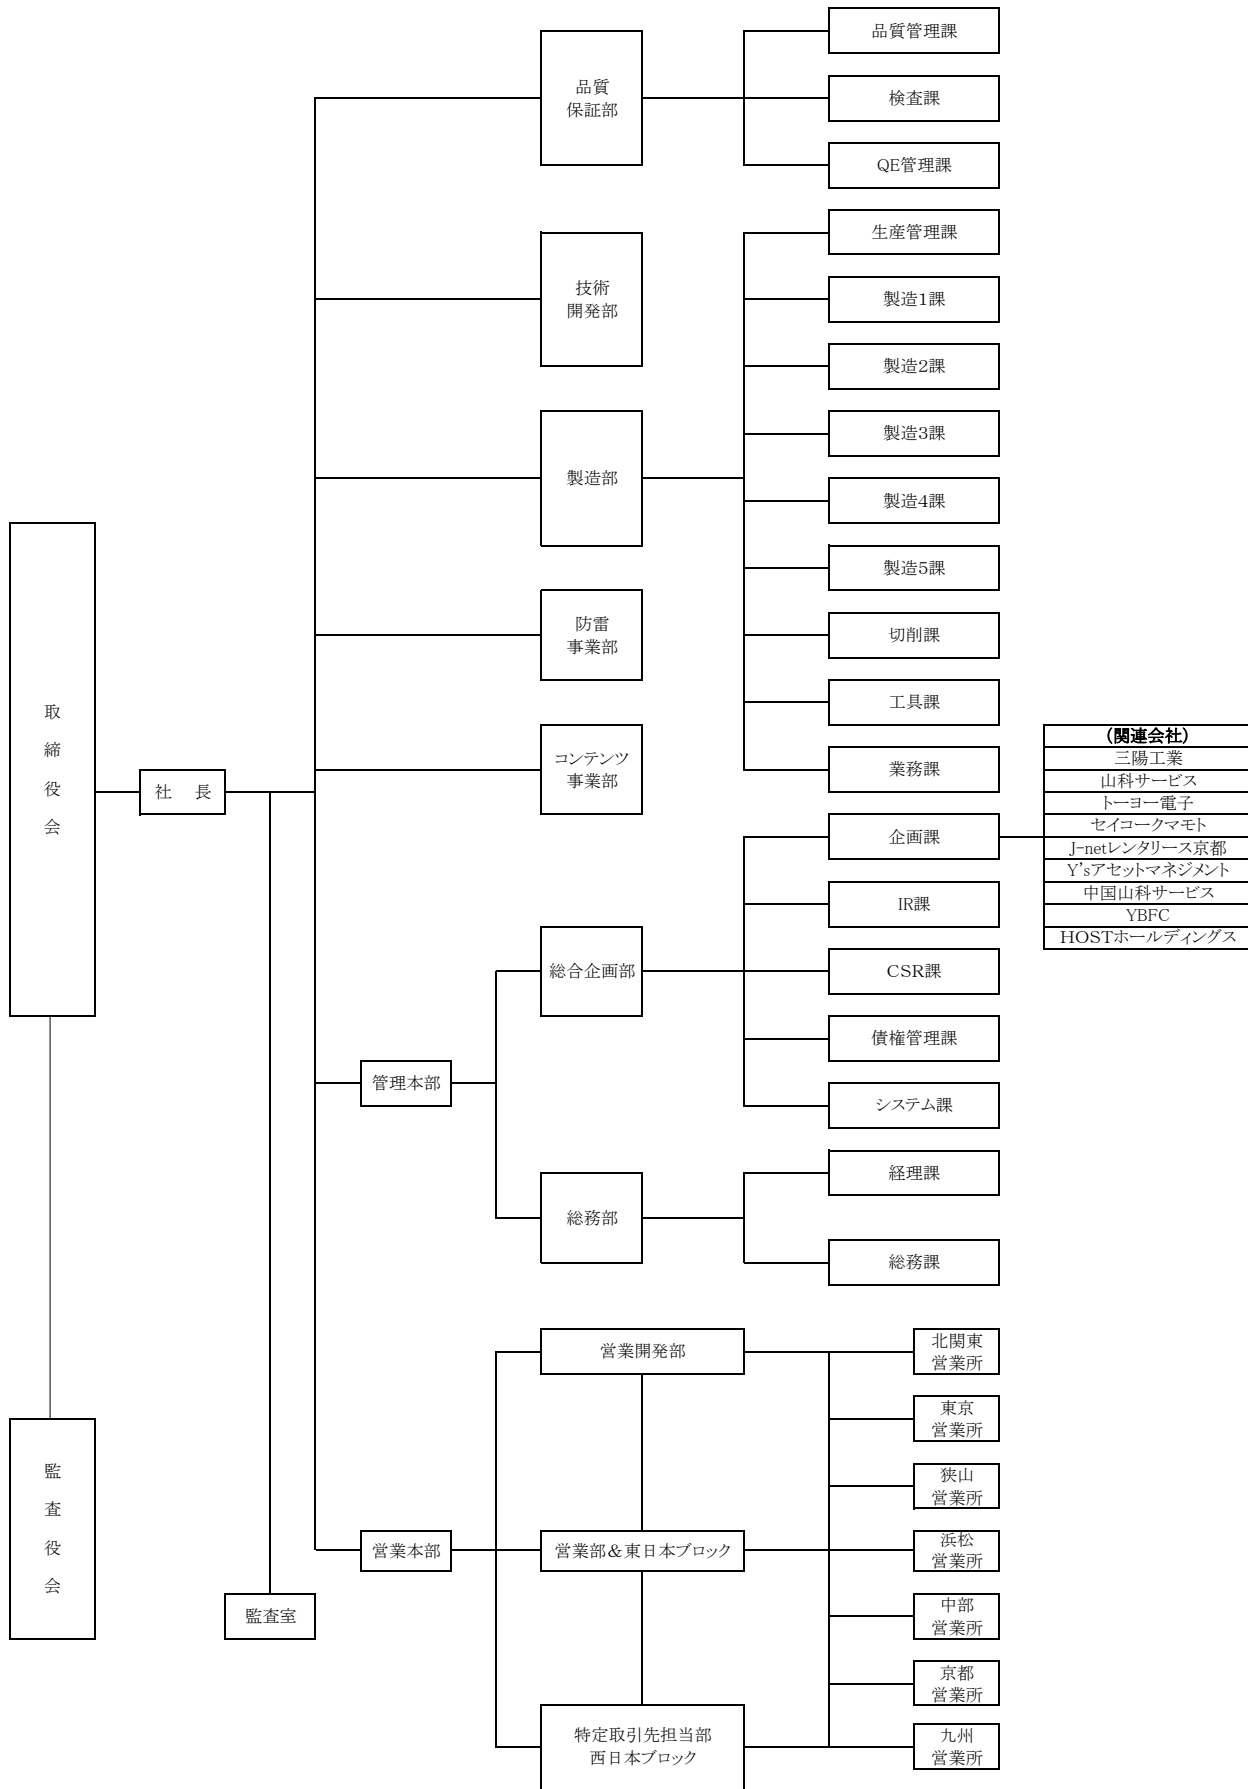 取締役会
監査役会
社　長
監査室
管理本部
営業本部
品質
保証部
技術
開発部
製造部
防雷
事業部
コンテンツ
事業部
総合企画部
総務部
営業開発部
営業部＆東日本ブロック
特定取引先担当部
西日本ブロック
品質管理課
検査課
QE管理課
生産管理課
製造1課
製造2課
製造3課
製造4課
製造5課
切削課
工具課
業務課
企画課
IR課
CSR課
債権管理課
システム課
経理課
総務課
北関東
営業所
東京
営業所
狭山
営業所
浜松
営業所
中部
営業所
京都
営業所
九州
営業所
(関連会社)
三陽工業
山科サービス
トーヨー電子
セイコークマモト
J-netレンタリース京都
Y'sアセットマネジメント
中国山科サービス
YBFC
HOSTホールディングス